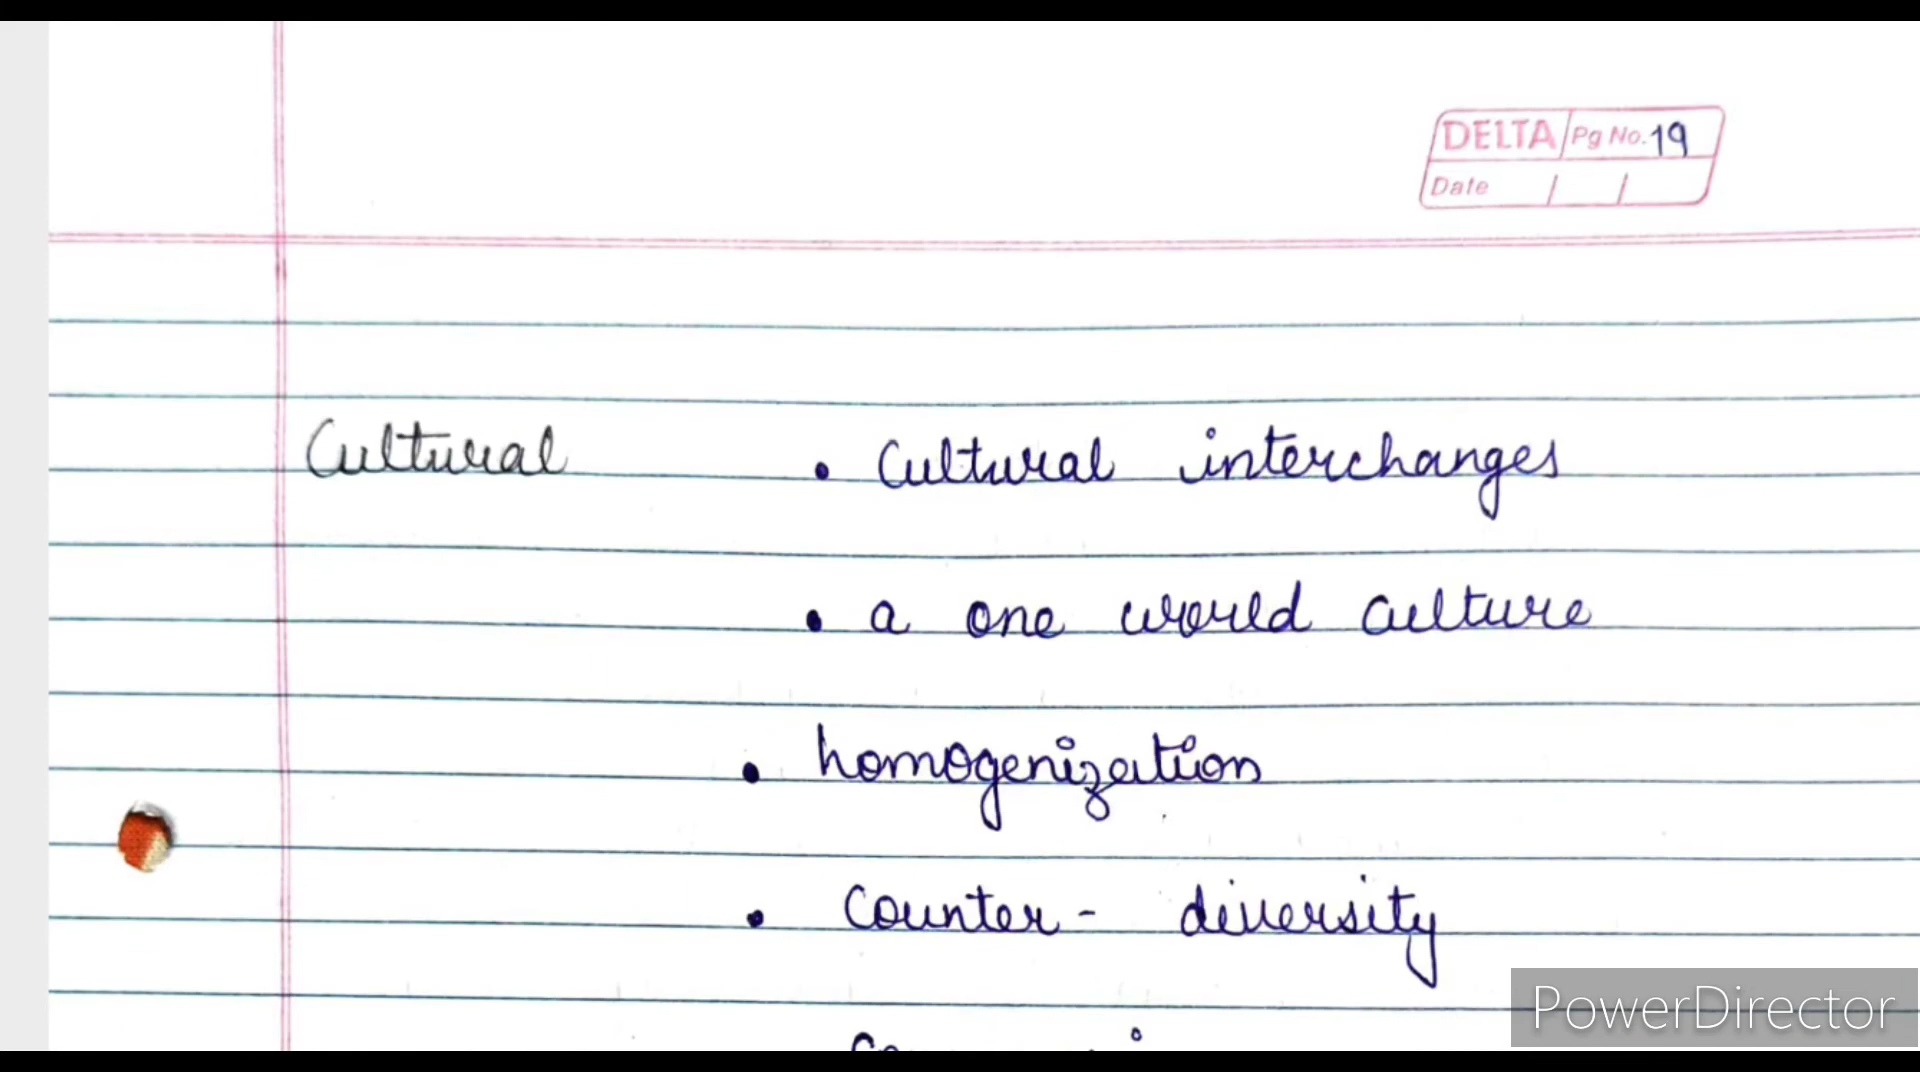 DELTA Pg No. 19
Date / /
Cultural • Cultural interchanges
• a one world culture
• homogenization
• Counter - diversity
PowerDirector